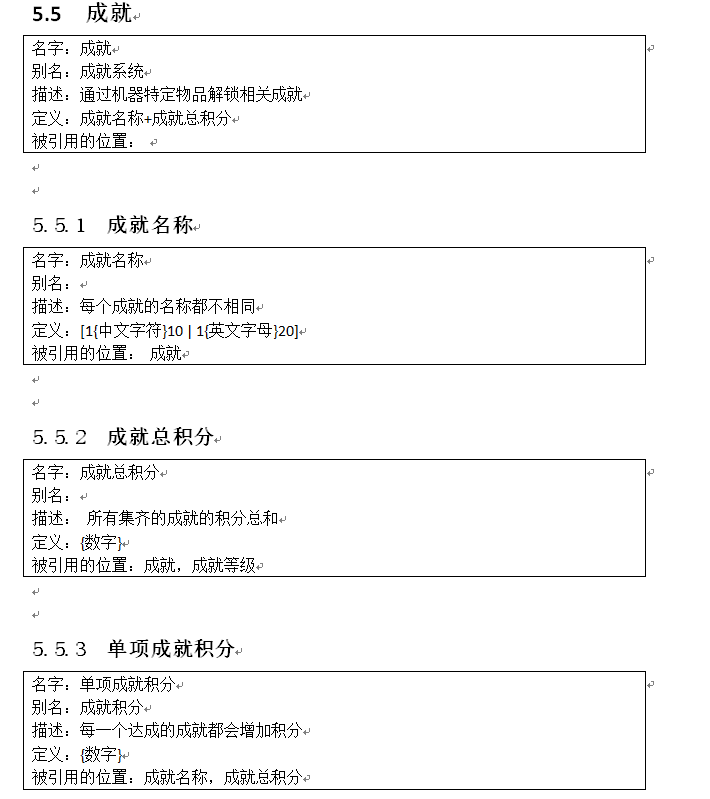 5.5 成就
名字：成就
别名：成就系统
描述：通过机器特定物品解锁相关成就
定义：成就名称+成就总积分
被引用的位置：
5.5.1 成就名称
名字：成就名称
别名：
描述：每个成就的名称都不相同
定义：[1{中文字符}10 | 1{英文字母}20]
被引用的位置： 成就
5.5.2 成就总积分
名字：成就总积分
别名：
描述： 所有集齐的成就的积分总和
定义：{数字}
被引用的位置：成就，成就等级
5.5.3 单项成就积分
名字：单项成就积分
别名：成就积分
描述：每一个达成的成就都会增加积分
定义：{数字}
被引用的位置：成就名称，成就总积分